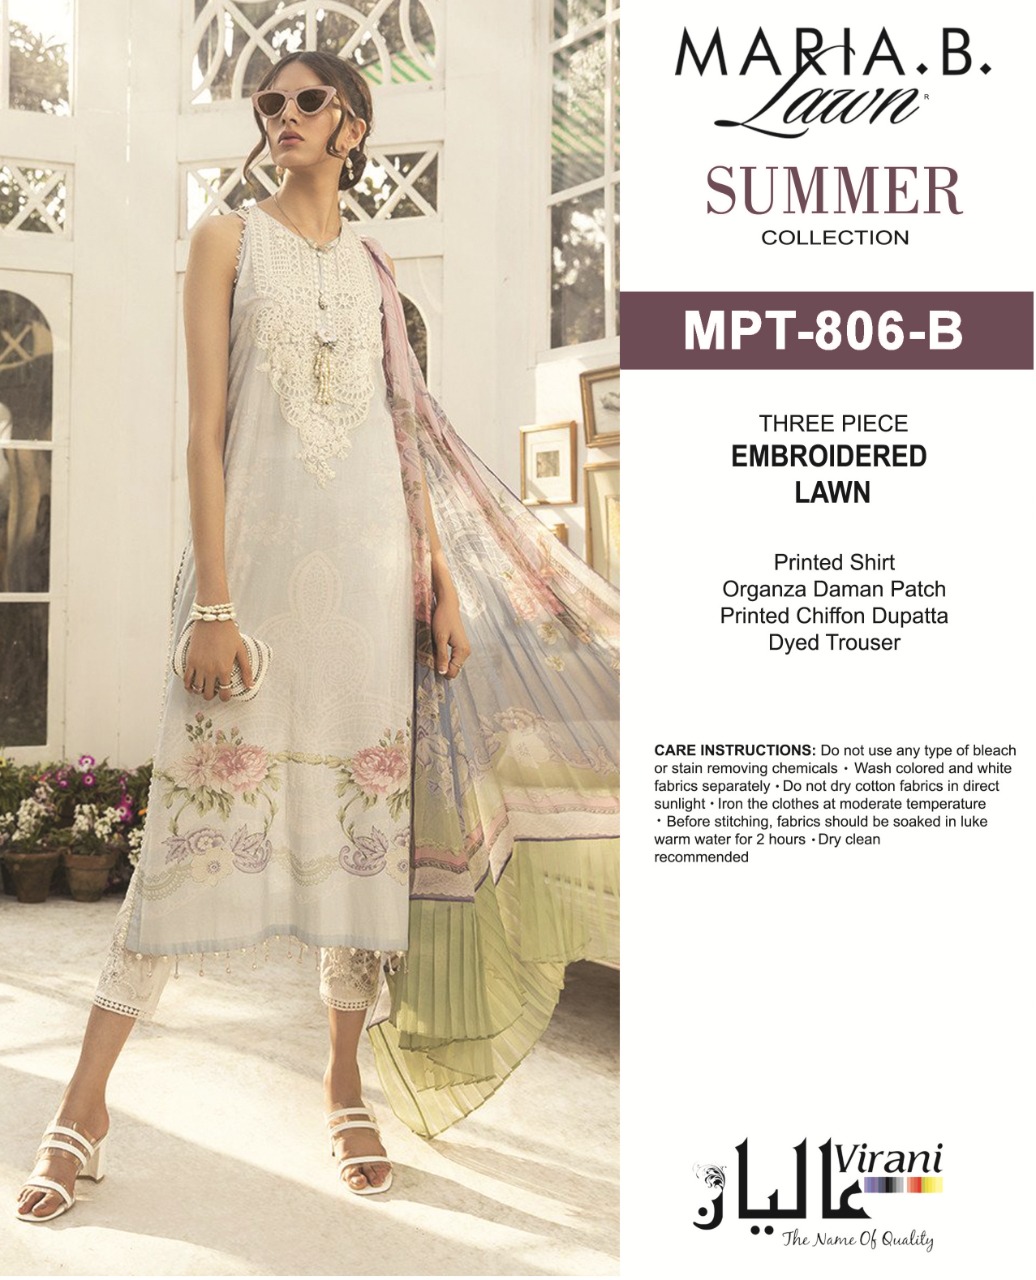 MARIA.B.
Lawn ®
SUMMER
COLLECTION
MPT-806-B
THREE PIECE
EMBROIDERED
LAWN
Printed Shirt
Organza Daman Patch
Printed Chiffon Dupatta
Dyed Trouser
CARE INSTRUCTIONS: Do not use any type of bleach
or stain removing chemicals • Wash colored and white
fabrics separately • Do not dry cotton fabrics in direct
sunlight • Iron the clothes at moderate temperature
• Before stitching, fabrics should be soaked in luke
warm water for 2 hours • Dry clean
recommended
عالیان Virani
The Name Of Quality